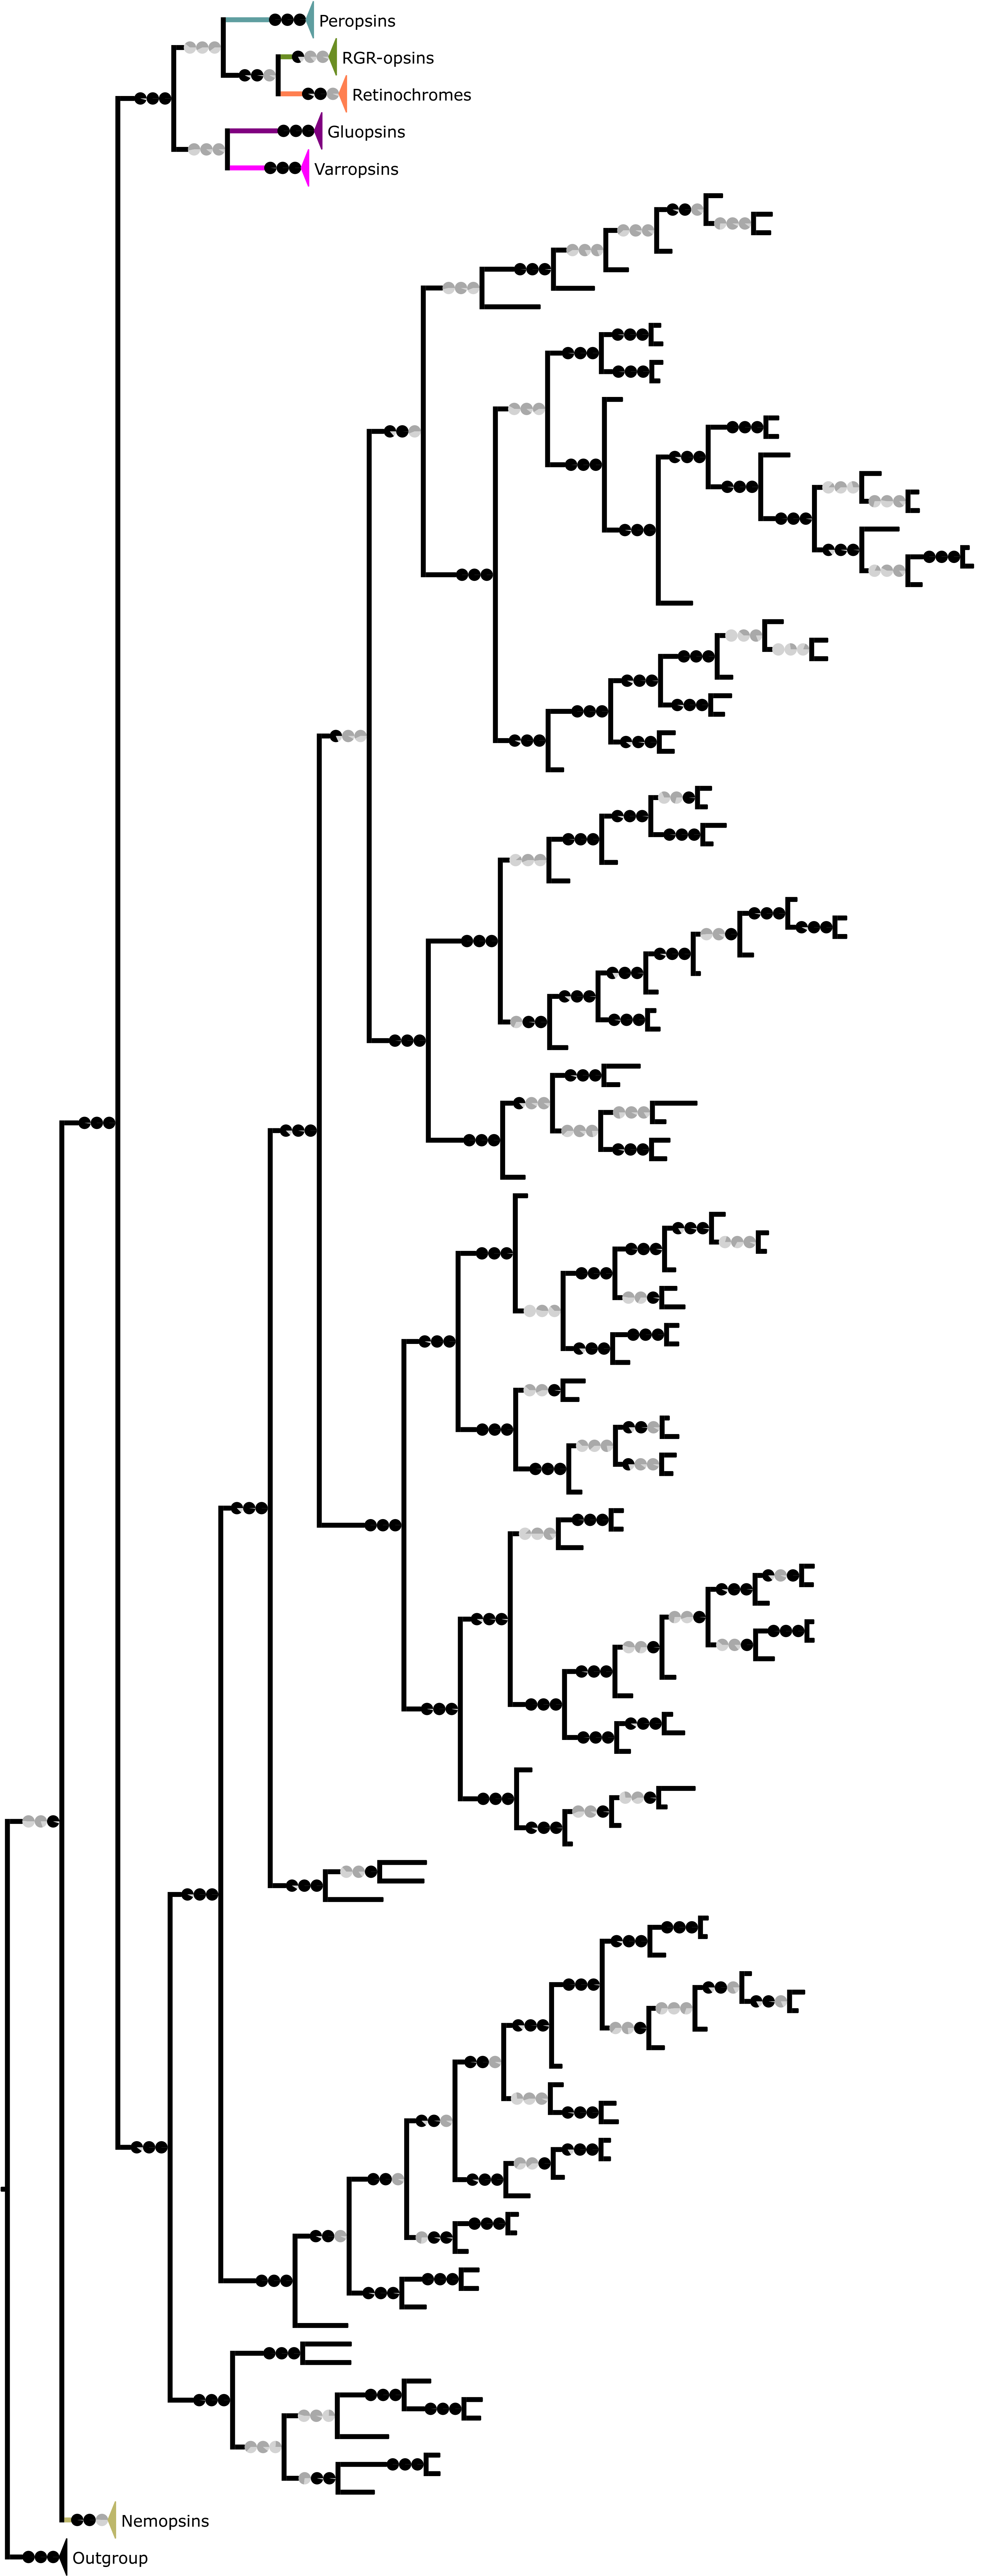 Peropsins
RGR-opsins
Retinochromes
Gluopsins
Varropsins
Nemopsins
Outgroup